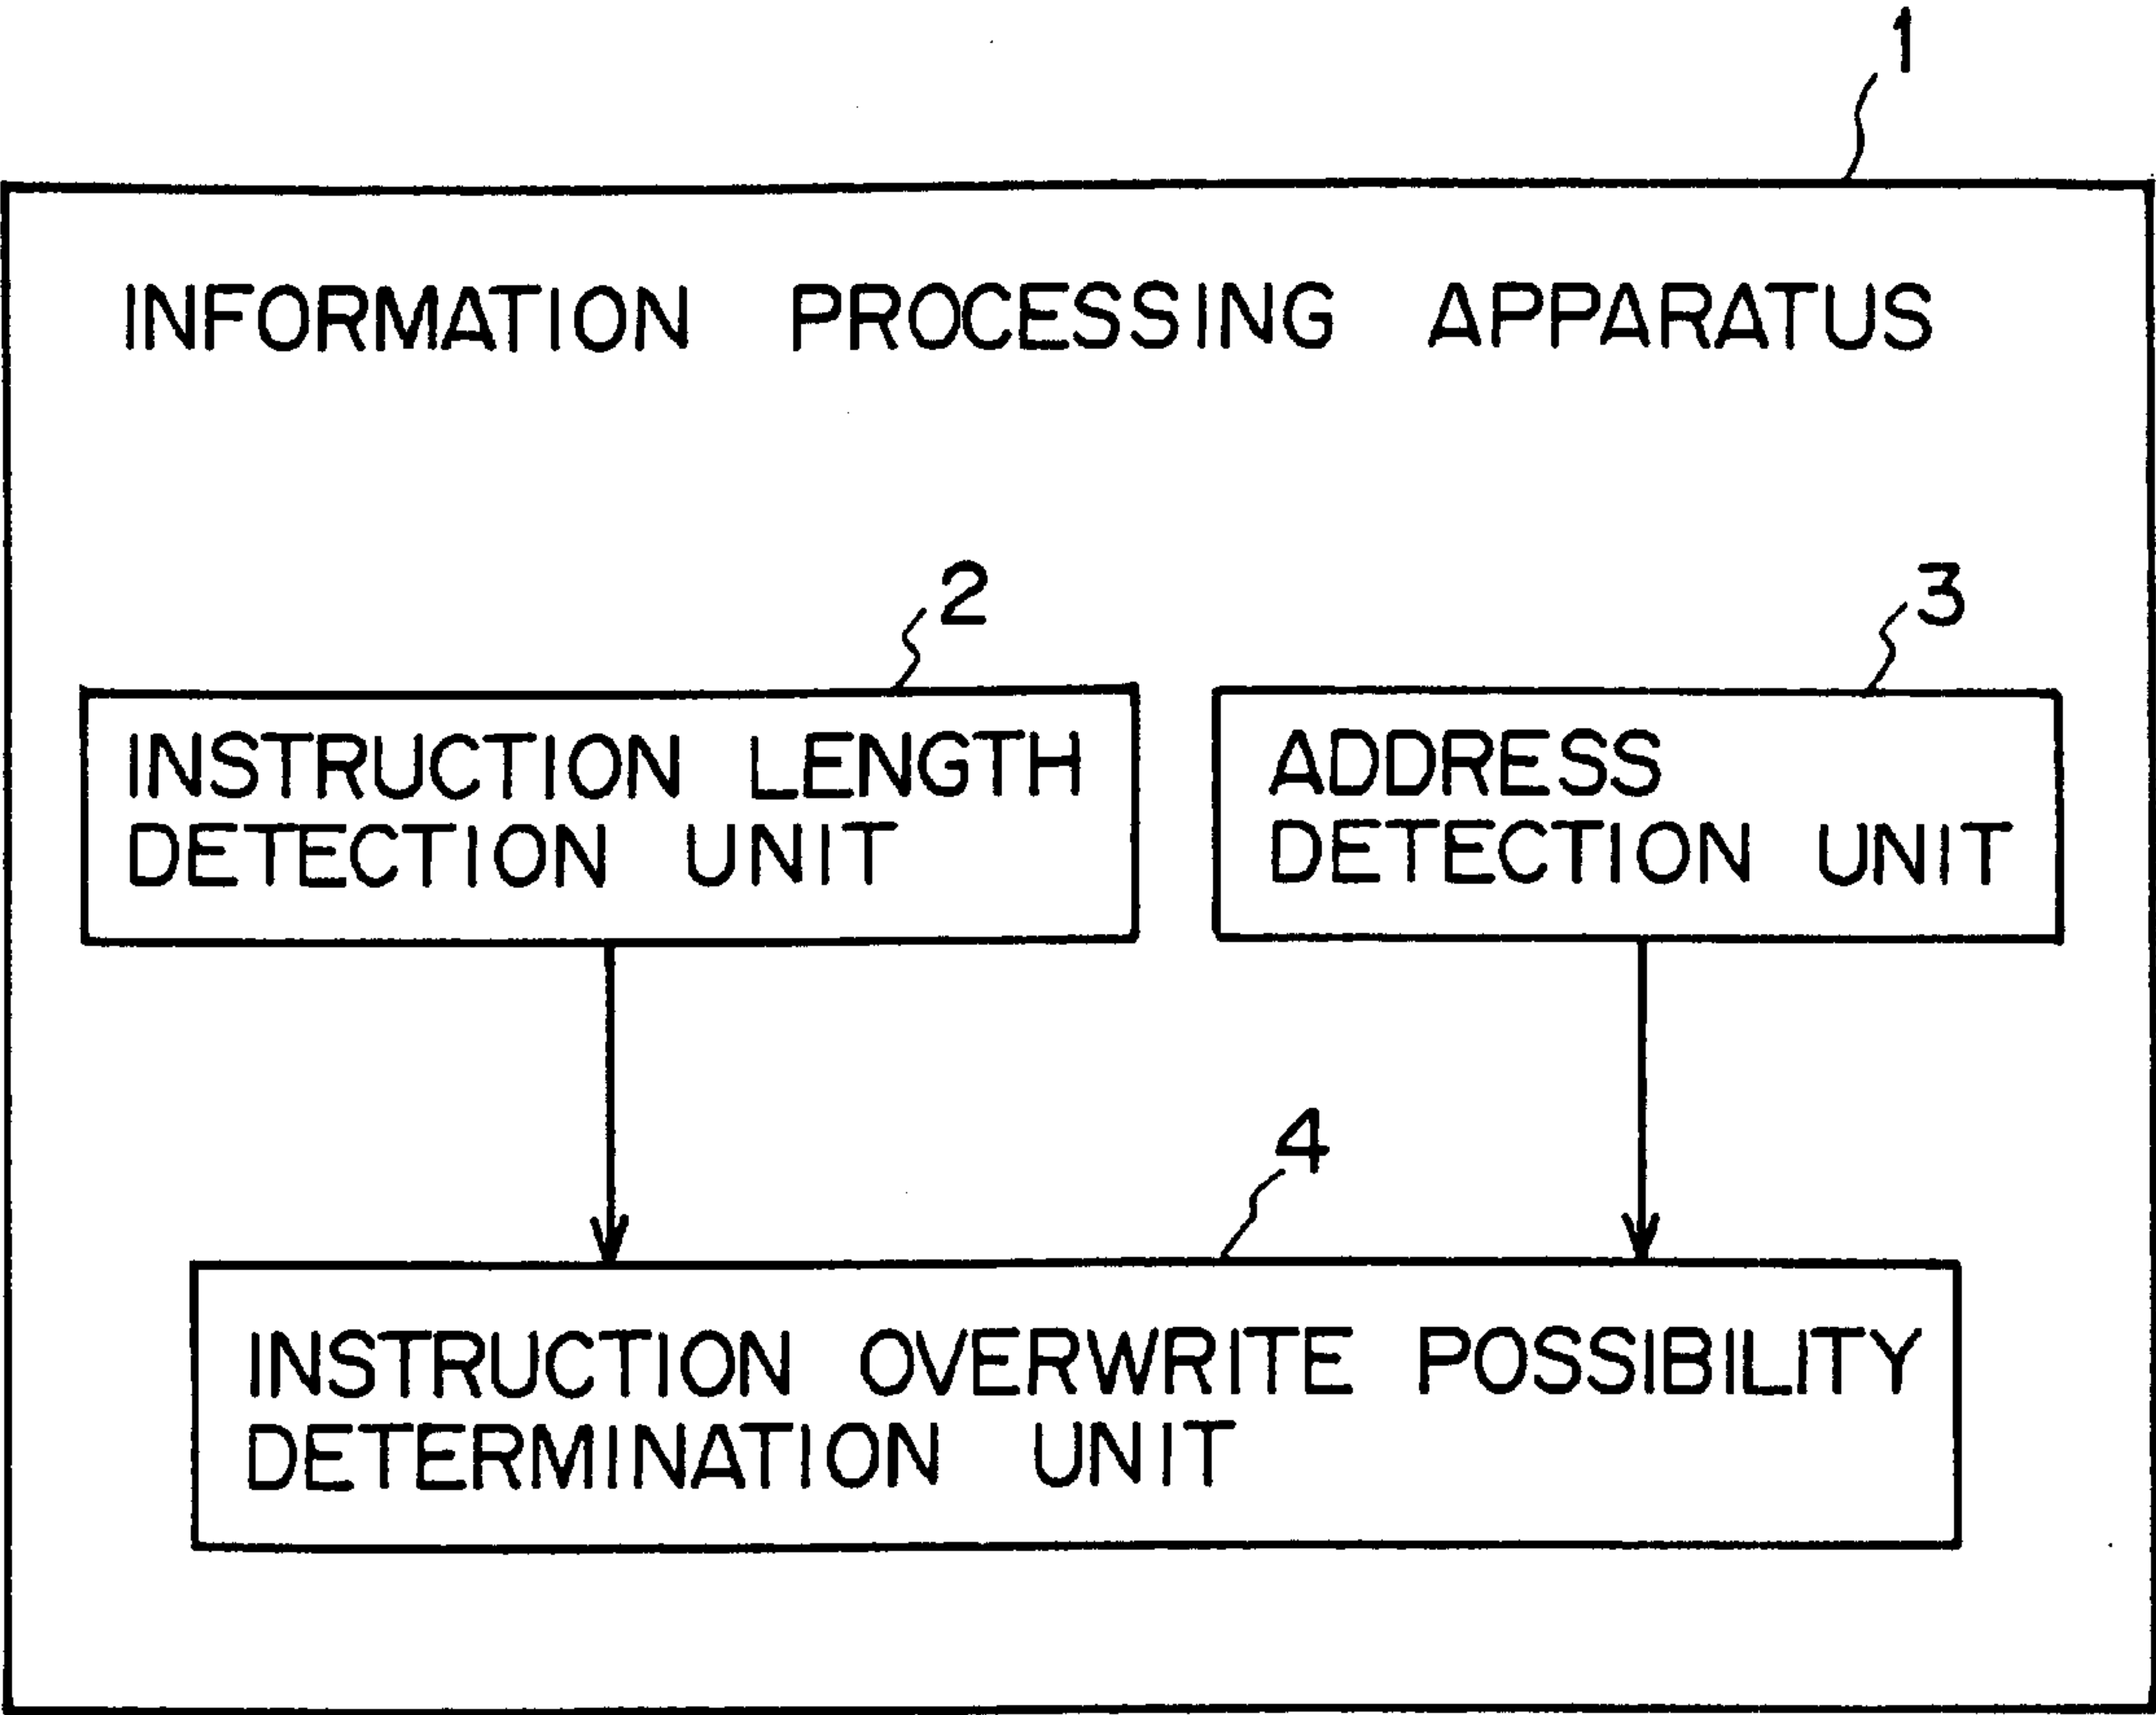 1
INFORMATION PROCESSING APPARATUS
2
3
INSTRUCTION LENGTH
DETECTION UNIT
ADDRESS
DETECTION UNIT
4
INSTRUCTION OVERWRITE POSSIBILITY
DETERMINATION UNIT